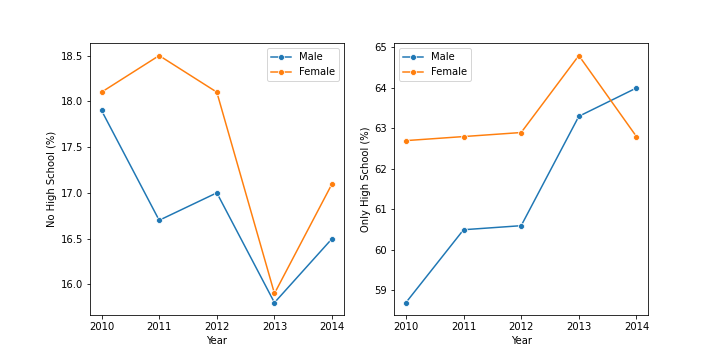 No High School (%)
18.5
18.0
17.5
17.0
16.5
16.0
Male
Female
2010 2011 2012 2013 2014
Year
Only High School (%)
65
64
63
62
61
60
59
Male
Female
2010 2011 2012 2013 2014
Year